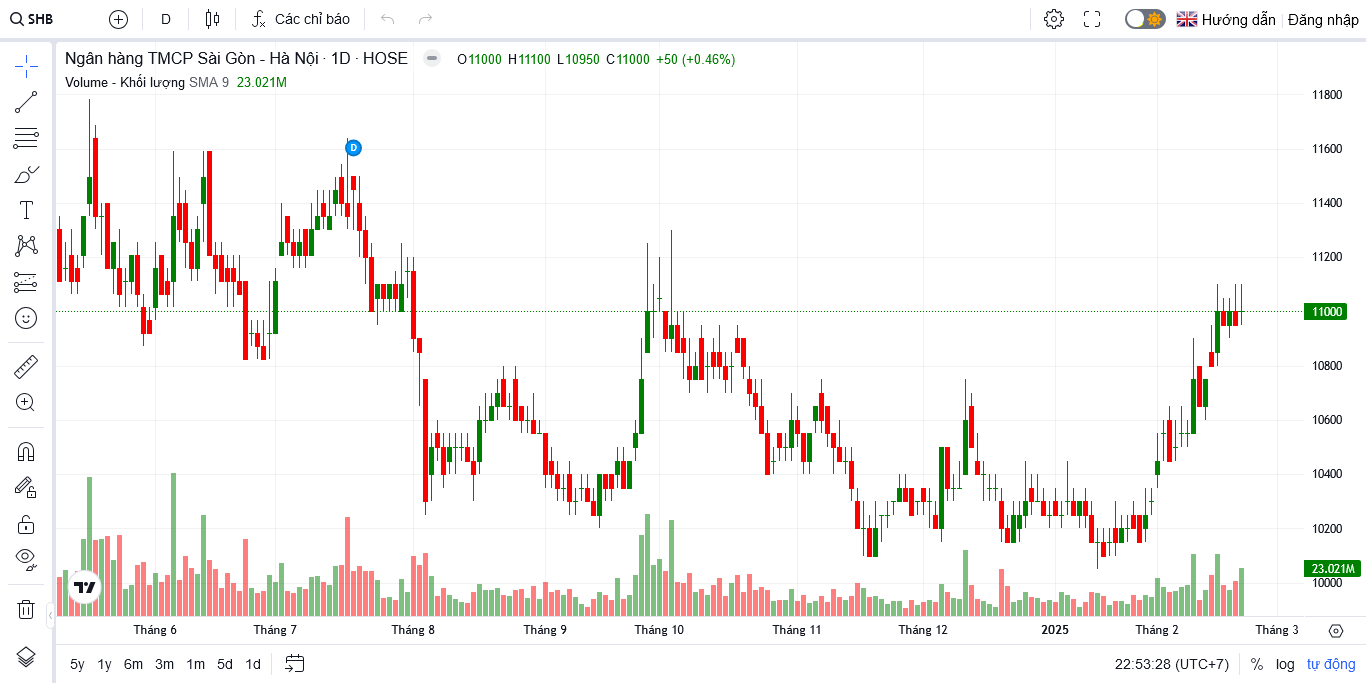 SHB D Các chỉ báo Hướng dẫn Đăng nhập
Ngân hàng TMCP Sài Gòn - Hà Nội · 1D · HOSE O11000 H11100 L10950 C11000 +50 (+0.46%)
Volume - Khối lượng SMA 9 23.021M
D
11800
11600
11400
11200
11000
10800
10600
10400
10200
23.021M
10000
Tháng 6 Tháng 7 Tháng 8 Tháng 9 Tháng 10 Tháng 11 Tháng 12 2025 Tháng 2 Tháng 3
5y 1y 6m 3m 1m 5d 1d 22:53:28 (UTC+7) % log tự động